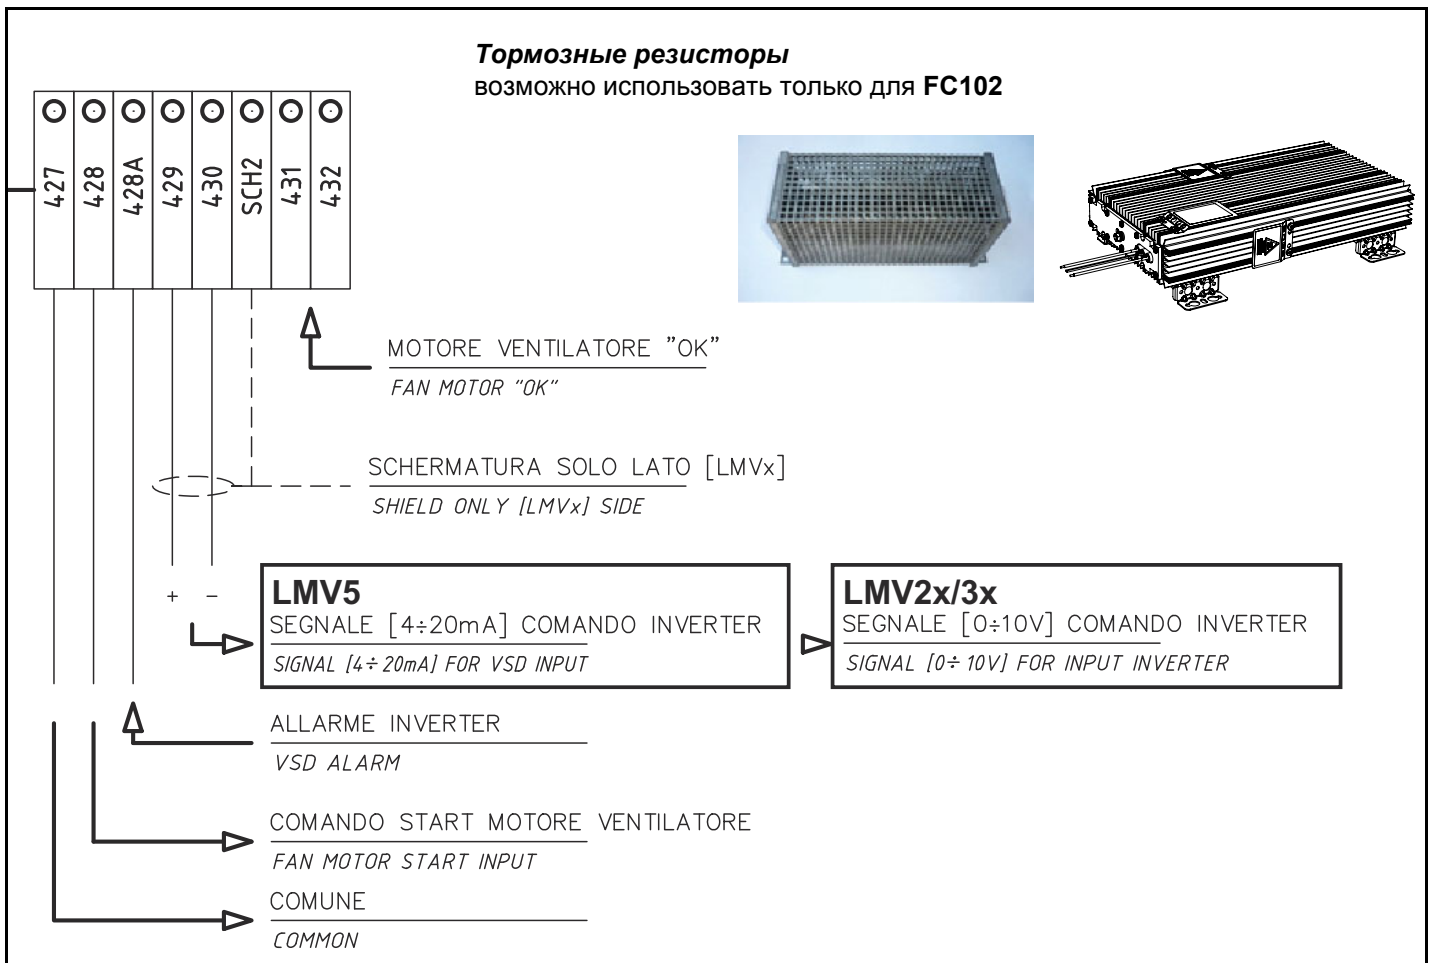 Тормозные резисторы
возможно использовать только для FC102
427
428
428A
429
430
SCH2
431
432
MOTORE VENTILATORE "OK"
FAN MOTOR "OK"
SCHERMATURA SOLO LATO [LMVx]
SHIELD ONLY [LMVx] SIDE
+ −
LMV5
SEGNALE [4÷20mA] COMANDO INVERTER
SIGNAL [4÷20mA] FOR VSD INPUT
LMV2x/3x
SEGNALE [0÷10V] COMANDO INVERTER
SIGNAL [0÷10V] FOR INPUT INVERTER
ALLARME INVERTER
VSD ALARM
COMANDO START MOTORE VENTILATORE
FAN MOTOR START INPUT
COMUNE
COMMON